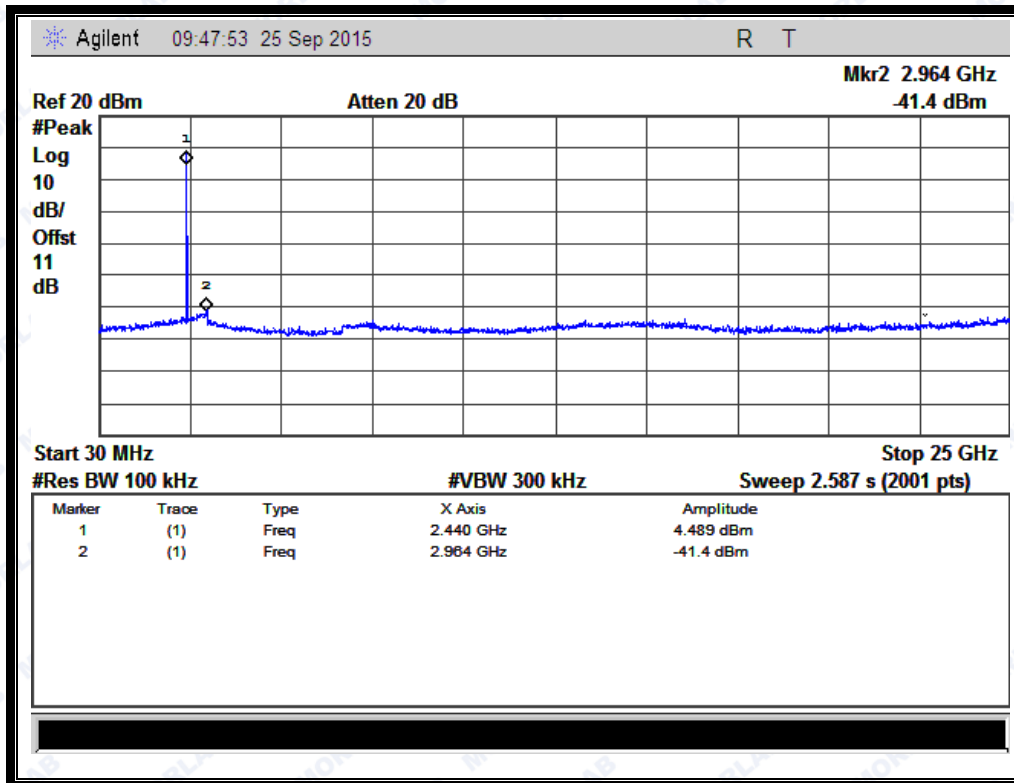 Agilent 09:47:53 25 Sep 2015 R T
Mkr2 2.964 GHz
Ref 20 dBm Atten 20 dB -41.4 dBm
#Peak
Log
10
dB/
Offst
11
dB
1
2
Start 30 MHz Stop 25 GHz
#Res BW 100 kHz #VBW 300 kHz Sweep 2.587 s (2001 pts)
Marker Trace Type X Axis Amplitude
1 (1) Freq 2.440 GHz 4.489 dBm
2 (1) Freq 2.964 GHz -41.4 dBm